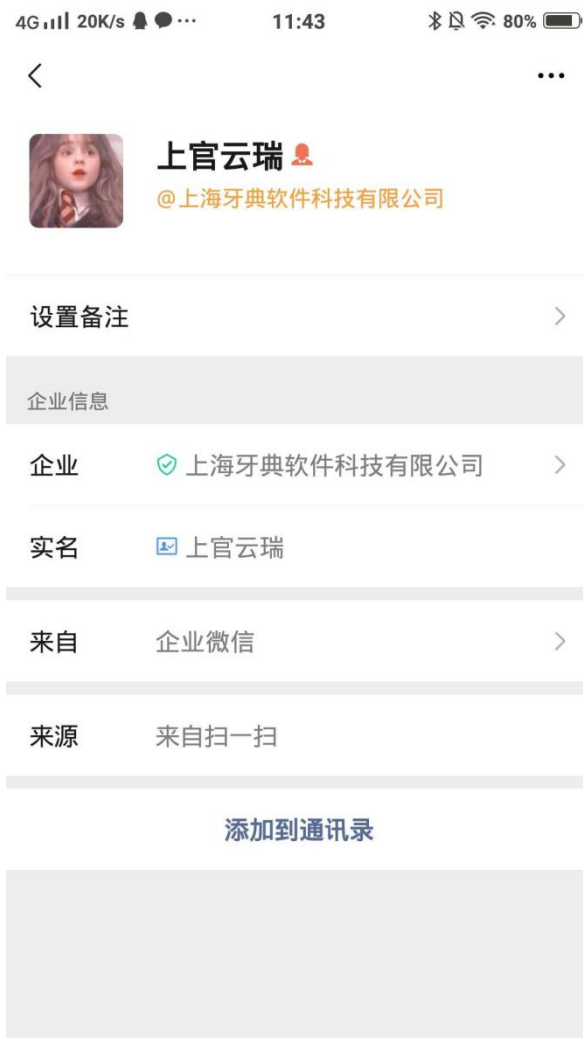 4G 20K/s ··· 11:43 80%
上官云瑞
@上海牙典软件科技有限公司
设置备注
企业信息
企业 上海牙典软件科技有限公司
实名 上官云瑞
来自 企业微信
来源 来自扫一扫
添加到通讯录